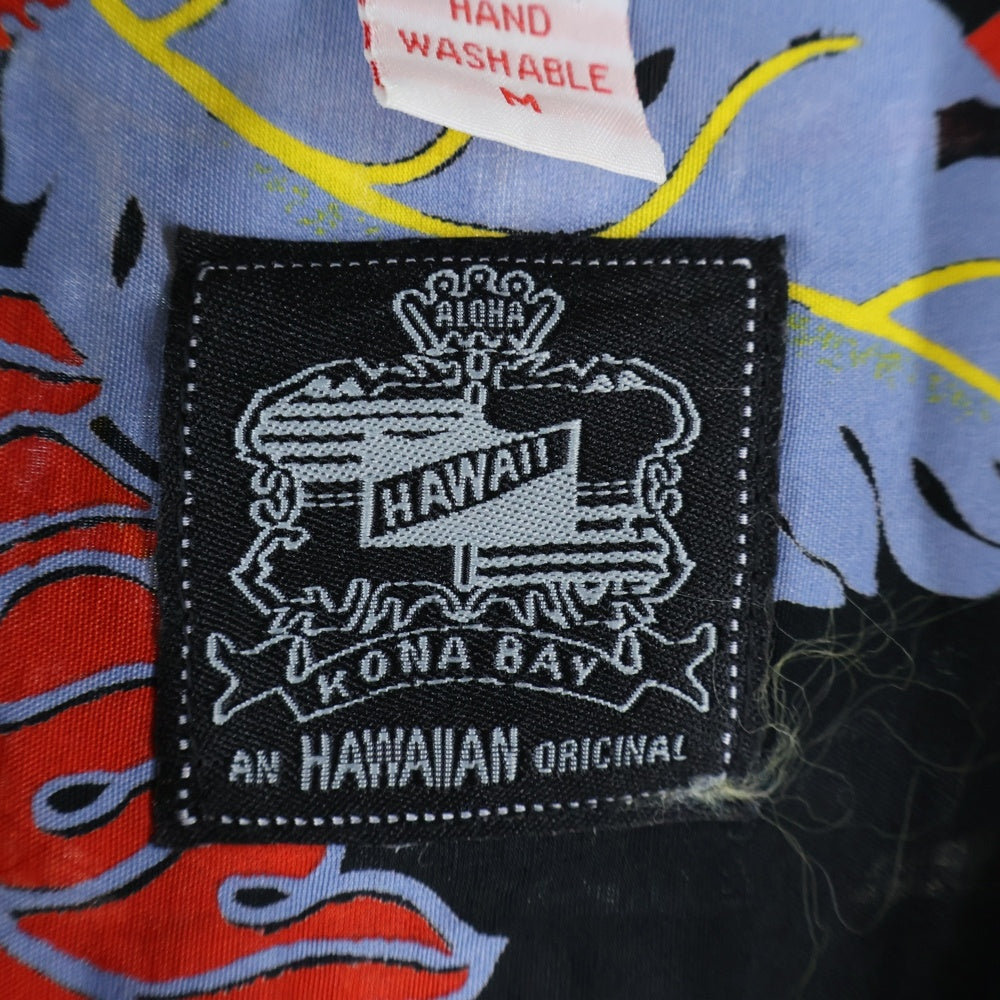 HAND
WASHABLE
M
ALOHA
HAWAII
KONA BAY
AN HAWAIIAN ORIGINAL